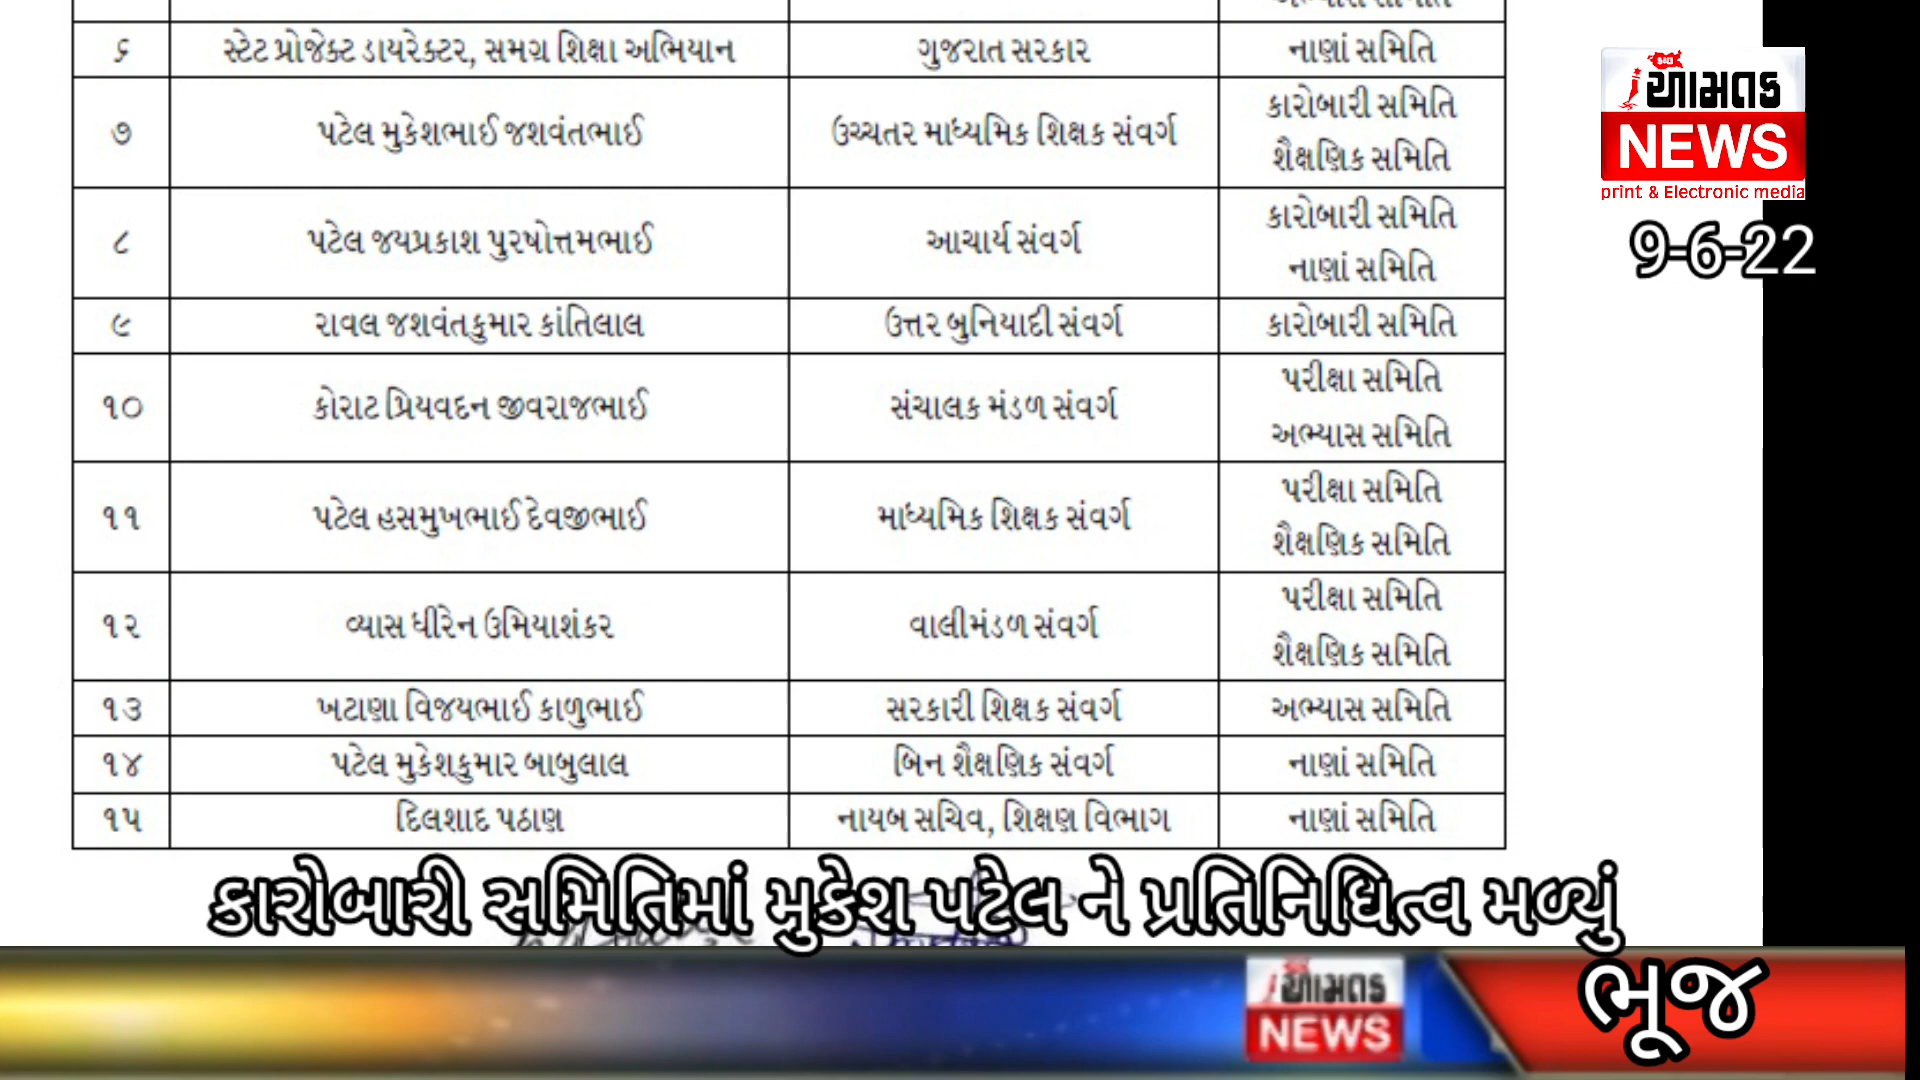 અભ્યાસ સમિતિ
૬ સ્ટેટ પ્રોજેક્ટ ડાયરેક્ટર, સમગ્ર શિક્ષા અભિયાન ગુજરાત સરકાર નાણાં સમિતિ
૭ પટેલ મુકેશભાઈ જશવંતભાઈ ઉચ્ચતર માધ્યમિક શિક્ષક સંવર્ગ કારોબારી સમિતિ
શૈક્ષણિક સમિતિ
૮ પટેલ જયપ્રકાશ પુરષોત્તમભાઈ આચાર્ય સંવર્ગ કારોબારી સમિતિ
નાણાં સમિતિ
૯ રાવલ જશવંતકુમાર કાંતિલાલ ઉત્તર બુનિયાદી સંવર્ગ કારોબારી સમિતિ
૧૦ કોરાટ પ્રિયવદન જીવરાજભાઈ સંચાલક મંડળ સંવર્ગ પરીક્ષા સમિતિ
અભ્યાસ સમિતિ
૧૧ પટેલ હસમુખભાઈ દેવજીભાઈ માધ્યમિક શિક્ષક સંવર્ગ પરીક્ષા સમિતિ
શૈક્ષણિક સમિતિ
૧૨ વ્યાસ ધીરેન ઉમિયાશંકર વાલીમંડળ સંવર્ગ પરીક્ષા સમિતિ
શૈક્ષણિક સમિતિ
૧૩ ખટાણા વિજયભાઈ કાળુભાઈ સરકારી શિક્ષક સંવર્ગ અભ્યાસ સમિતિ
૧૪ પટેલ મુકેશકુમાર બાબુલાલ બિન શૈક્ષણિક સંવર્ગ નાણાં સમિતિ
૧૫ દિલશાદ પઠાણ નાયબ સચિવ, શિક્ષણ વિભાગ નાણાં સમિતિ
આમતક
NEWS
print & Electronic media
9-6-22
કારોબારી સમિતિમાં મુકેશ પટેલ ને પ્રતિનિધિત્વ મળ્યું
આમતક
NEWS
ભૂજ